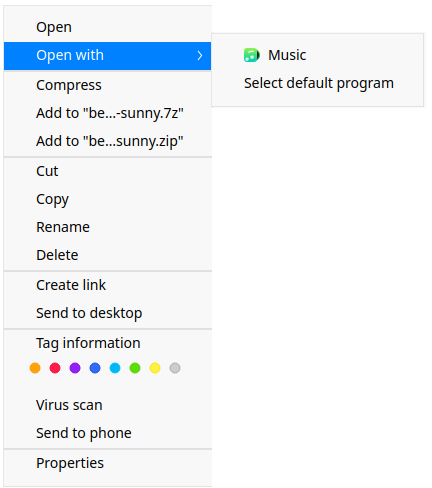 Open
Open with
Music
Select default program
Compress
Add to "be...-sunny.7z"
Add to "be...sunny.zip"
Cut
Copy
Rename
Delete
Create link
Send to desktop
Tag information
Virus scan
Send to phone
Properties